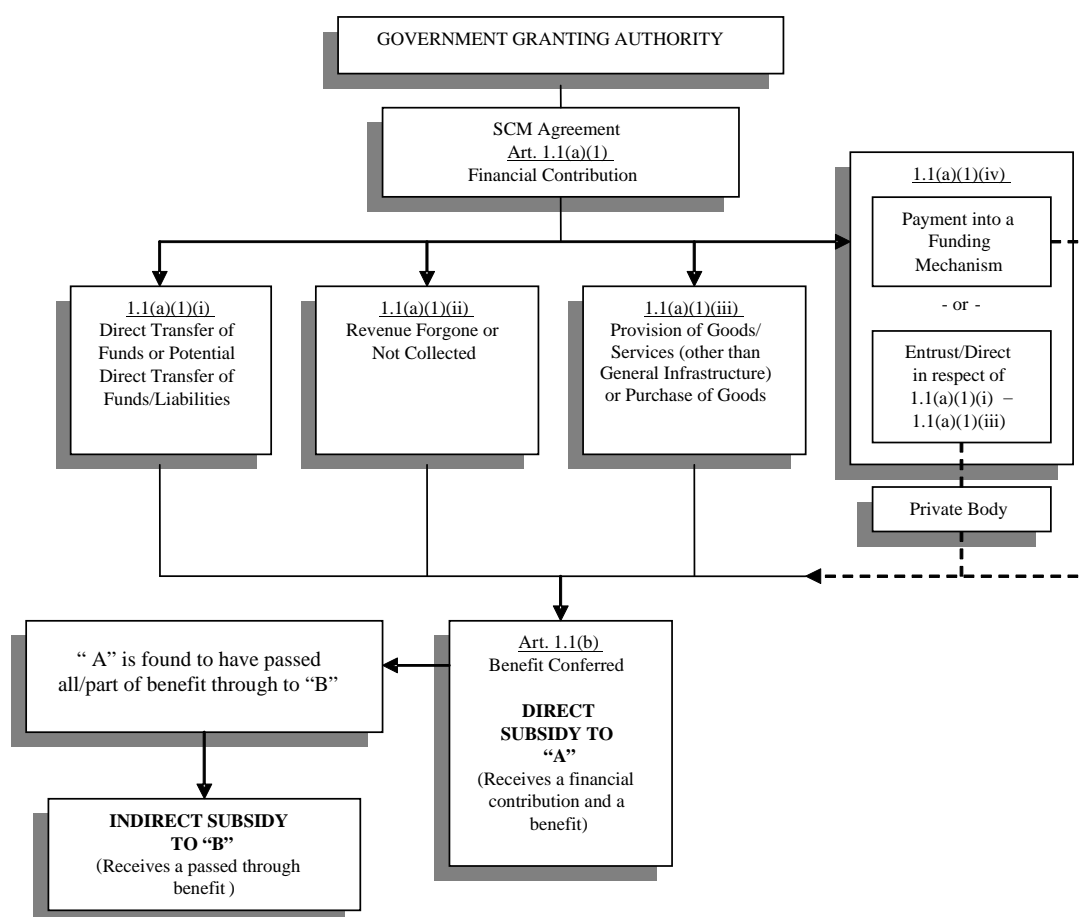 GOVERNMENT GRANTING AUTHORITY
SCM Agreement
Art. 1.1(a)(1)
Financial Contribution
1.1(a)(1)(iv)
Payment into a
Funding
Mechanism
- or -
Entrust/Direct
in respect of
1.1(a)(1)(i) –
1.1(a)(1)(iii)
Private Body
1.1(a)(1)(i)
Direct Transfer of
Funds or Potential
Direct Transfer of
Funds/Liabilities
1.1(a)(1)(ii)
Revenue Forgone or
Not Collected
1.1(a)(1)(iii)
Provision of Goods/
Services (other than
General Infrastructure)
or Purchase of Goods
Art. 1.1(b)
Benefit Conferred
DIRECT
SUBSIDY TO
“A”
(Receives a financial
contribution and a
benefit)
“ A” is found to have passed
all/part of benefit through to “B”
INDIRECT SUBSIDY
TO “B”
(Receives a passed through
benefit )